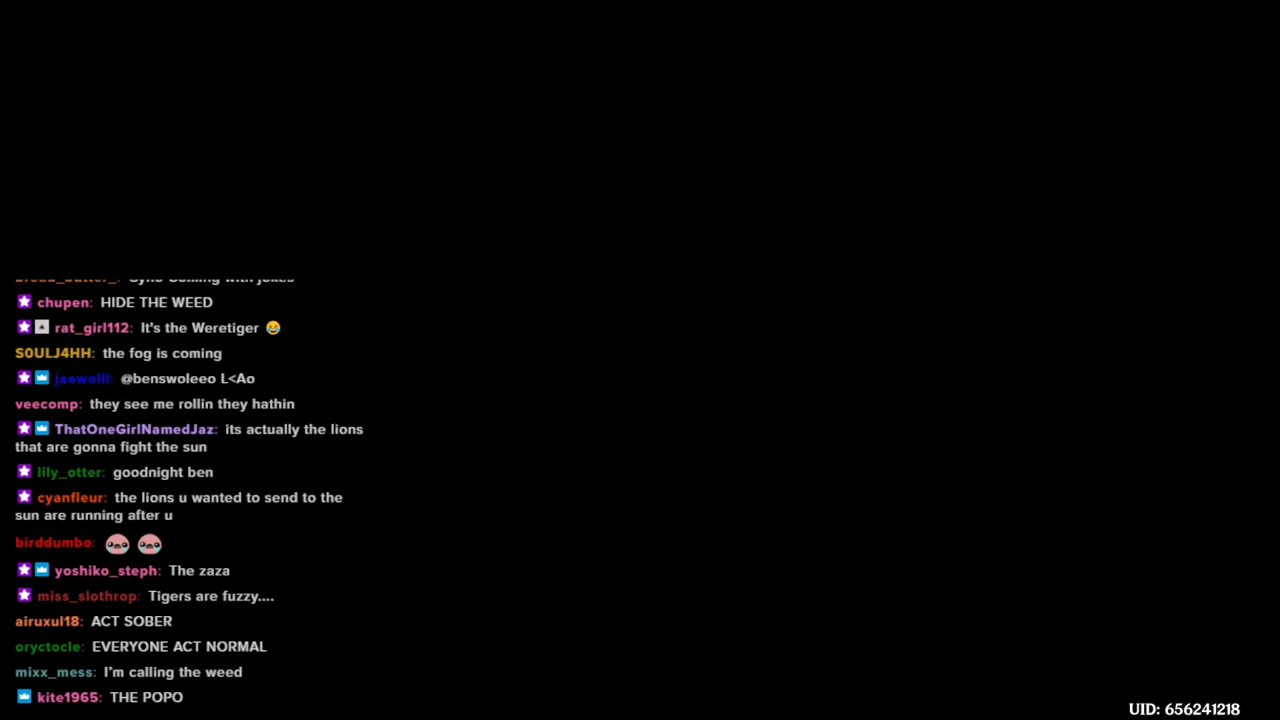 chupen: HIDE THE WEED
rat_girl112: It's the Weretiger
S0ULJ4HH: the fog is coming
jaewolll: @benswoleeo L<Ao
veecomp: they see me rollin they hathin
ThatOneGirlNamedJaz: its actually the lions
that are gonna fight the sun
lily_otter: goodnight ben
cyanfleur: the lions u wanted to send to the
sun are running after u
birddumbo:
yoshiko_steph: The zaza
miss_slothrop: Tigers are fuzzy....
airuxul18: ACT SOBER
oryctocle: EVERYONE ACT NORMAL
mixx_mess: I'm calling the weed
kite1965: THE POPO
UID: 656241218